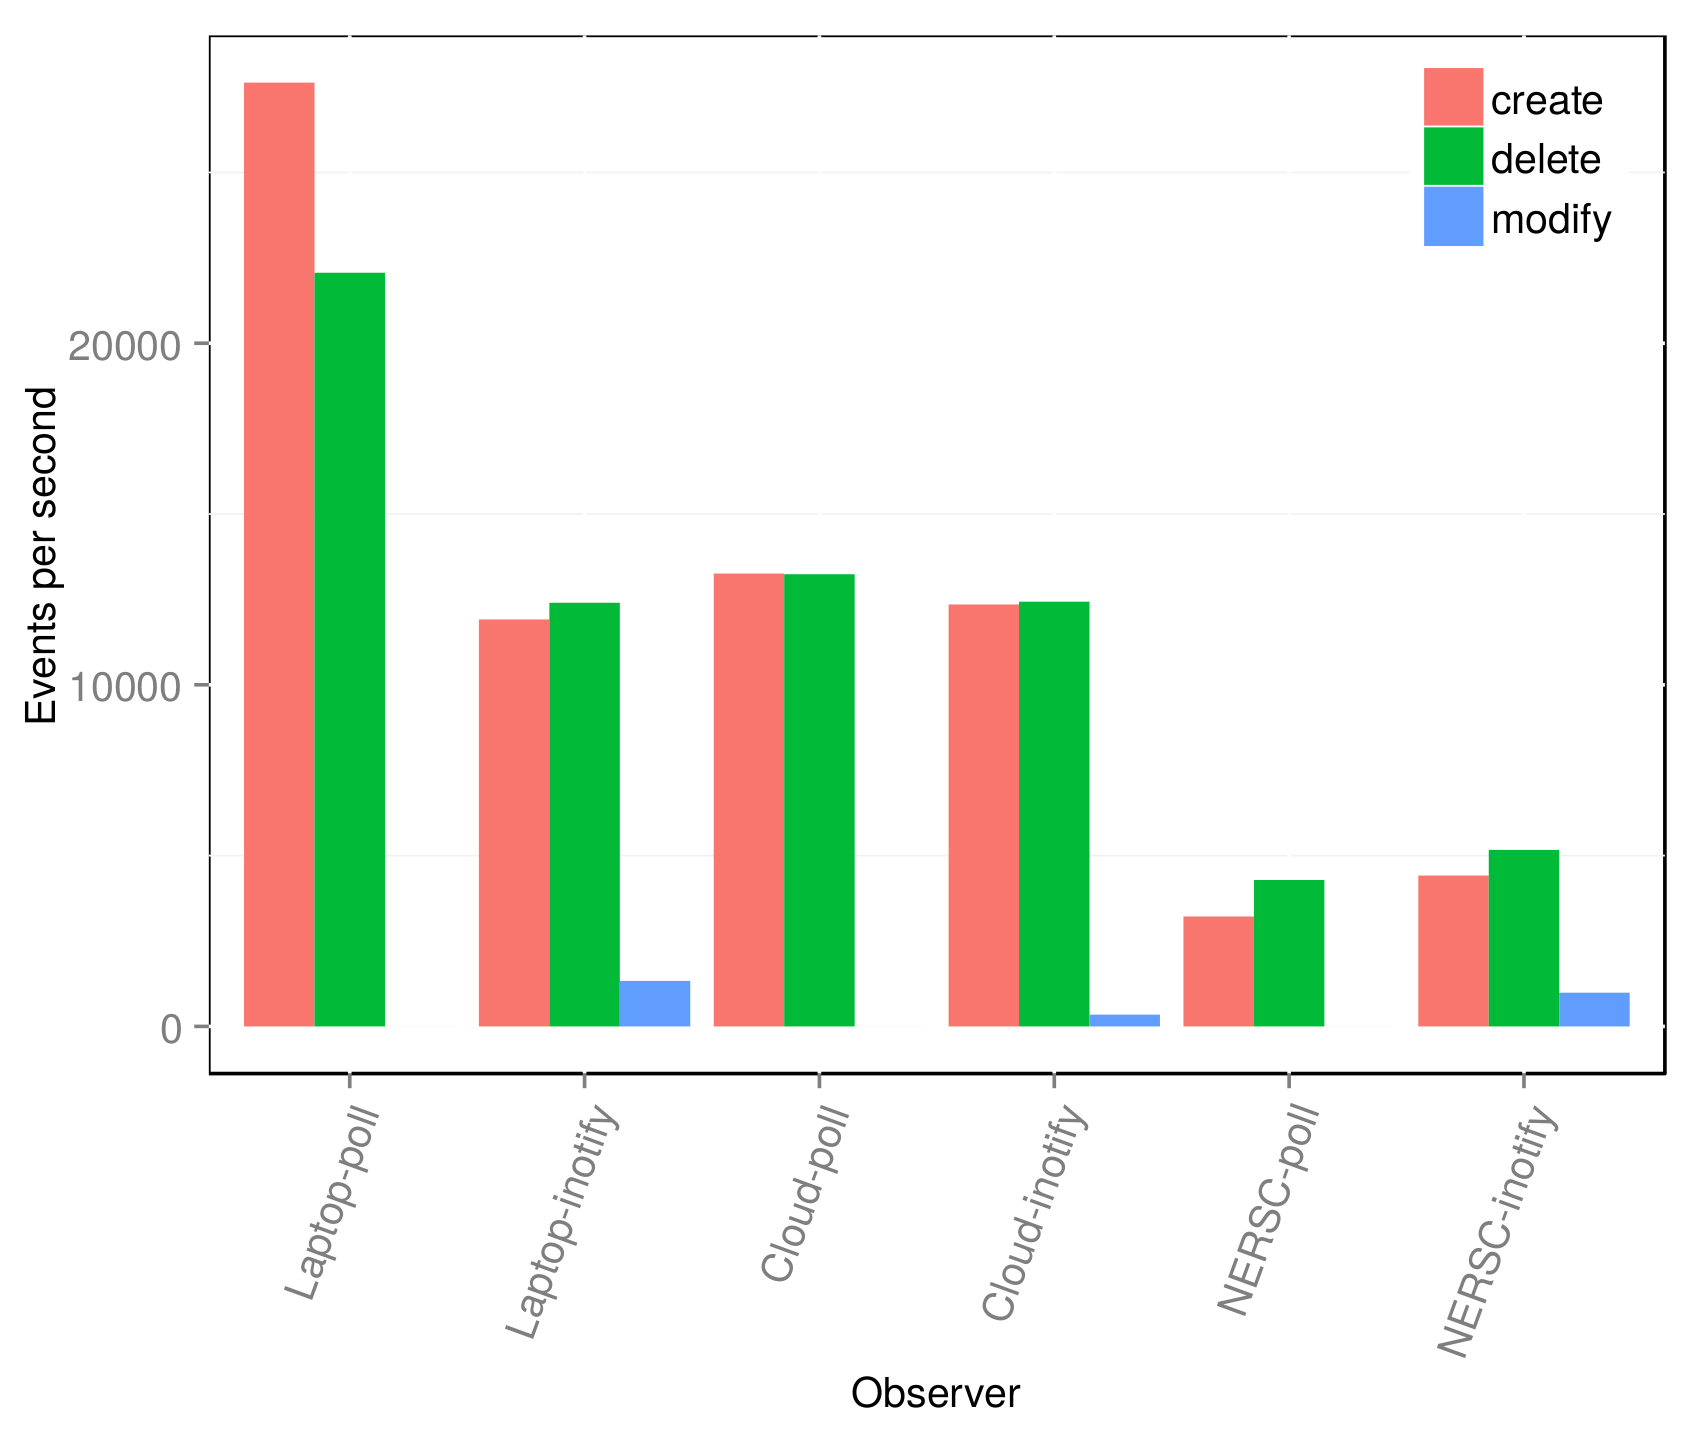 create
delete
modify
20000
10000
0
Events per second
Laptop-poll
Laptop-inotify
Cloud-poll
Cloud-inotify
NERSC-poll
NERSC-inotify
Observer